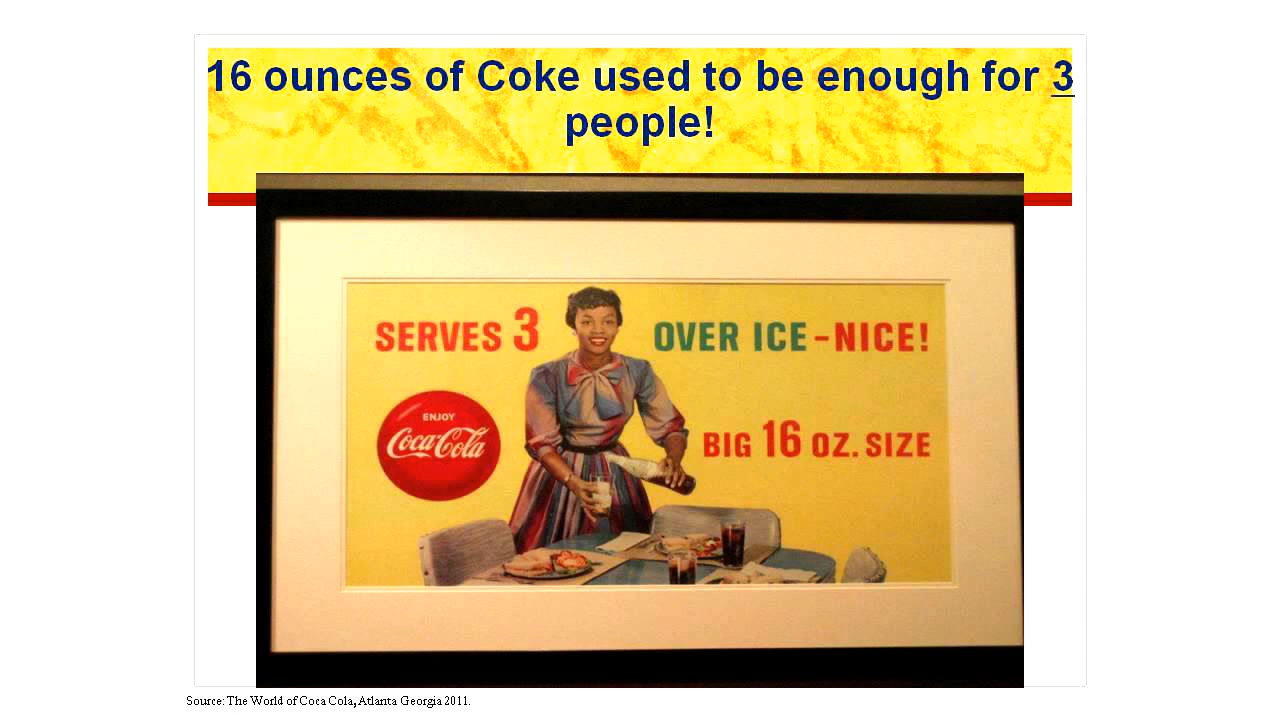 16 ounces of Coke used to be enough for 3
people!
SERVES 3
OVER ICE - NICE!
ENJOY
Coca-Cola
BIG 16 OZ. SIZE
Source: The World of Coca Cola, Atlanta Georgia 2011.